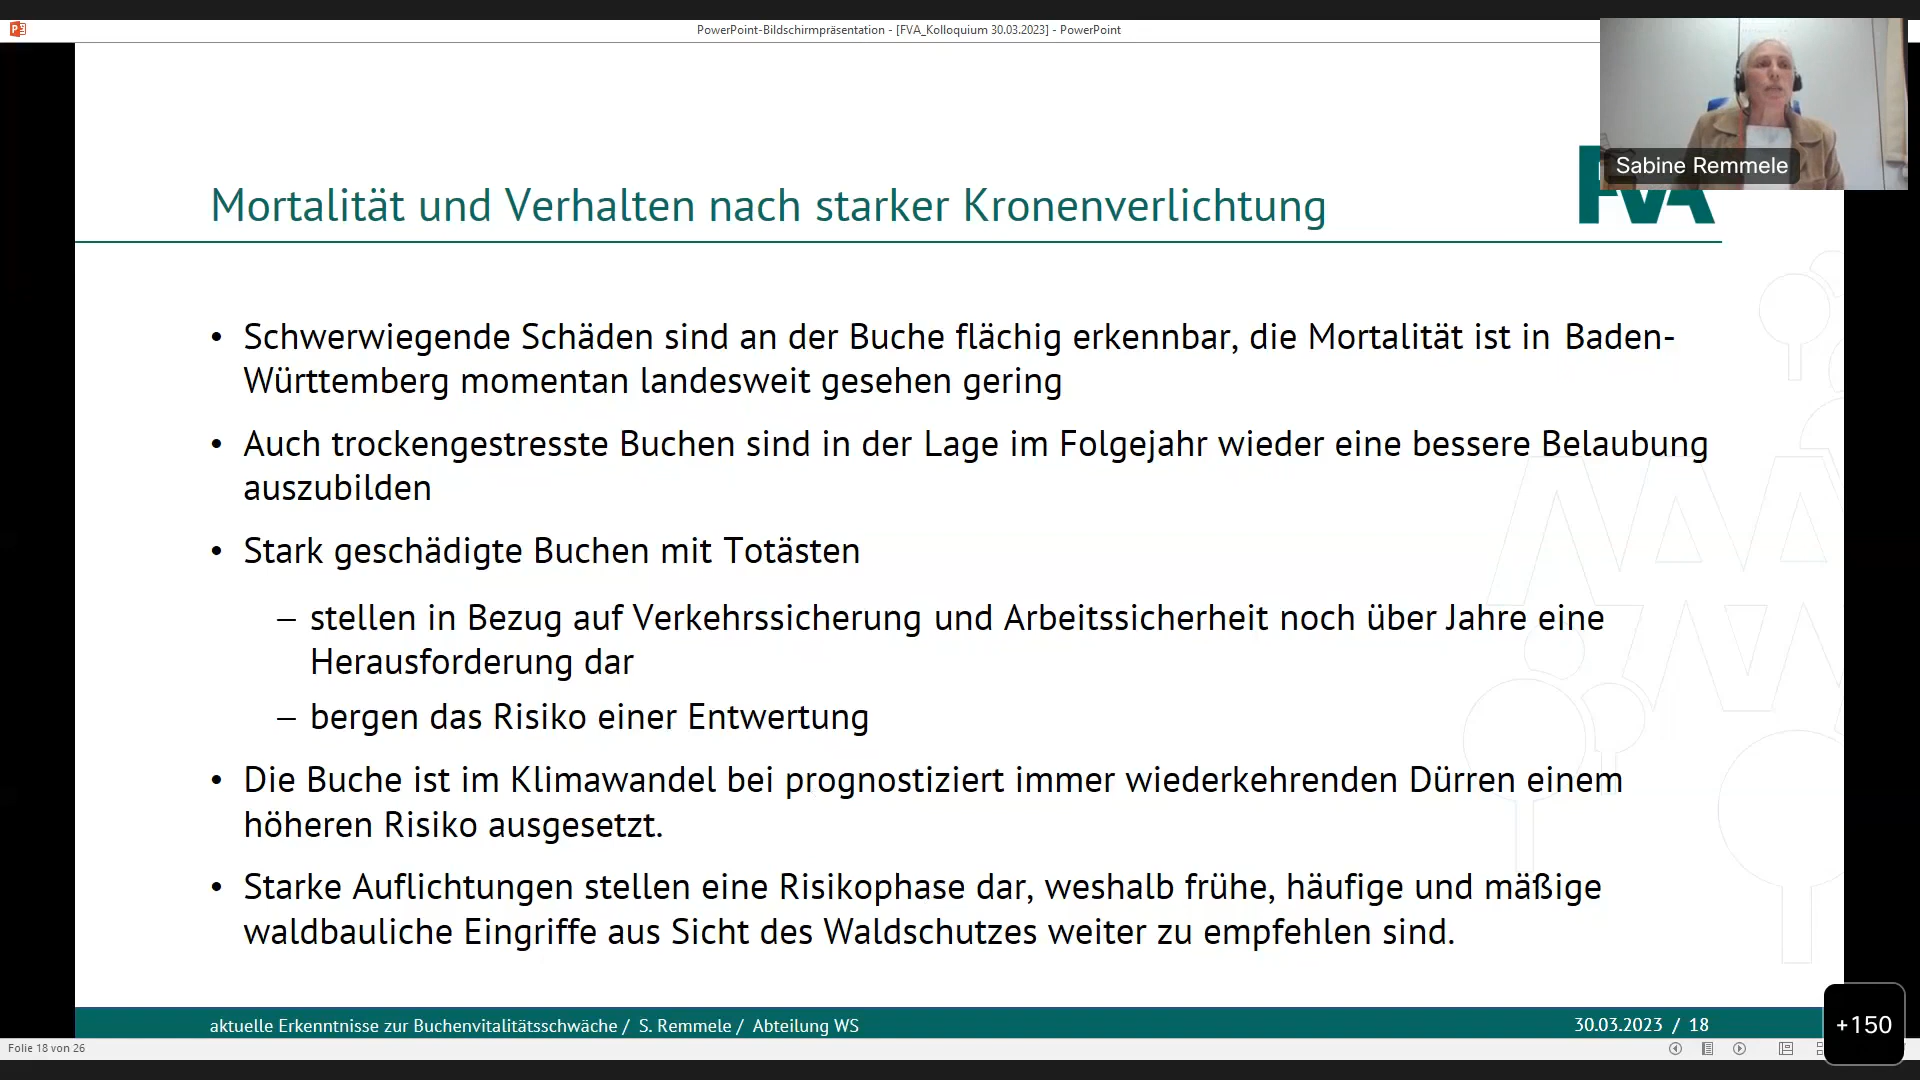 PowerPoint-Bildschirmpräsentation - [FVA_Kolloquium 30.03.2023] - PowerPoint
Sabine Remmele
FVA
Mortalität und Verhalten nach starker Kronenverlichtung
• Schwerwiegende Schäden sind an der Buche flächig erkennbar, die Mortalität ist in Baden-
Württemberg momentan landesweit gesehen gering
• Auch trockengestresste Buchen sind in der Lage im Folgejahr wieder eine bessere Belaubung
auszubilden
• Stark geschädigte Buchen mit Totästen
– stellen in Bezug auf Verkehrssicherung und Arbeitssicherheit noch über Jahre eine
Herausforderung dar
– bergen das Risiko einer Entwertung
• Die Buche ist im Klimawandel bei prognostiziert immer wiederkehrenden Dürren einem
höheren Risiko ausgesetzt.
• Starke Auflichtungen stellen eine Risikophase dar, weshalb frühe, häufige und mäßige
waldbauliche Eingriffe aus Sicht des Waldschutzes weiter zu empfehlen sind.
aktuelle Erkenntnisse zur Buchenvitalitätsschwäche / S. Remmele / Abteilung WS
30.03.2023 / 18
+150
Folie 18 von 26